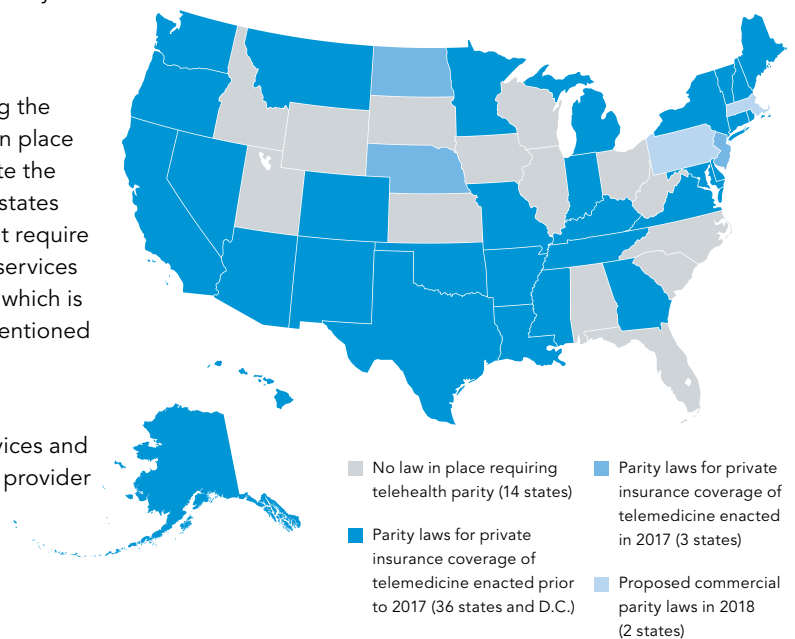 g the
n place
te the
states
t require
services
which is
entioned
vices and
provider
No law in place requiring
telehealth parity (14 states)
Parity laws for private
insurance coverage of
telemedicine enacted prior
to 2017 (36 states and D.C.)
Parity laws for private
insurance coverage of
telemedicine enacted
in 2017 (3 states)
Proposed commercial
parity laws in 2018
(2 states)